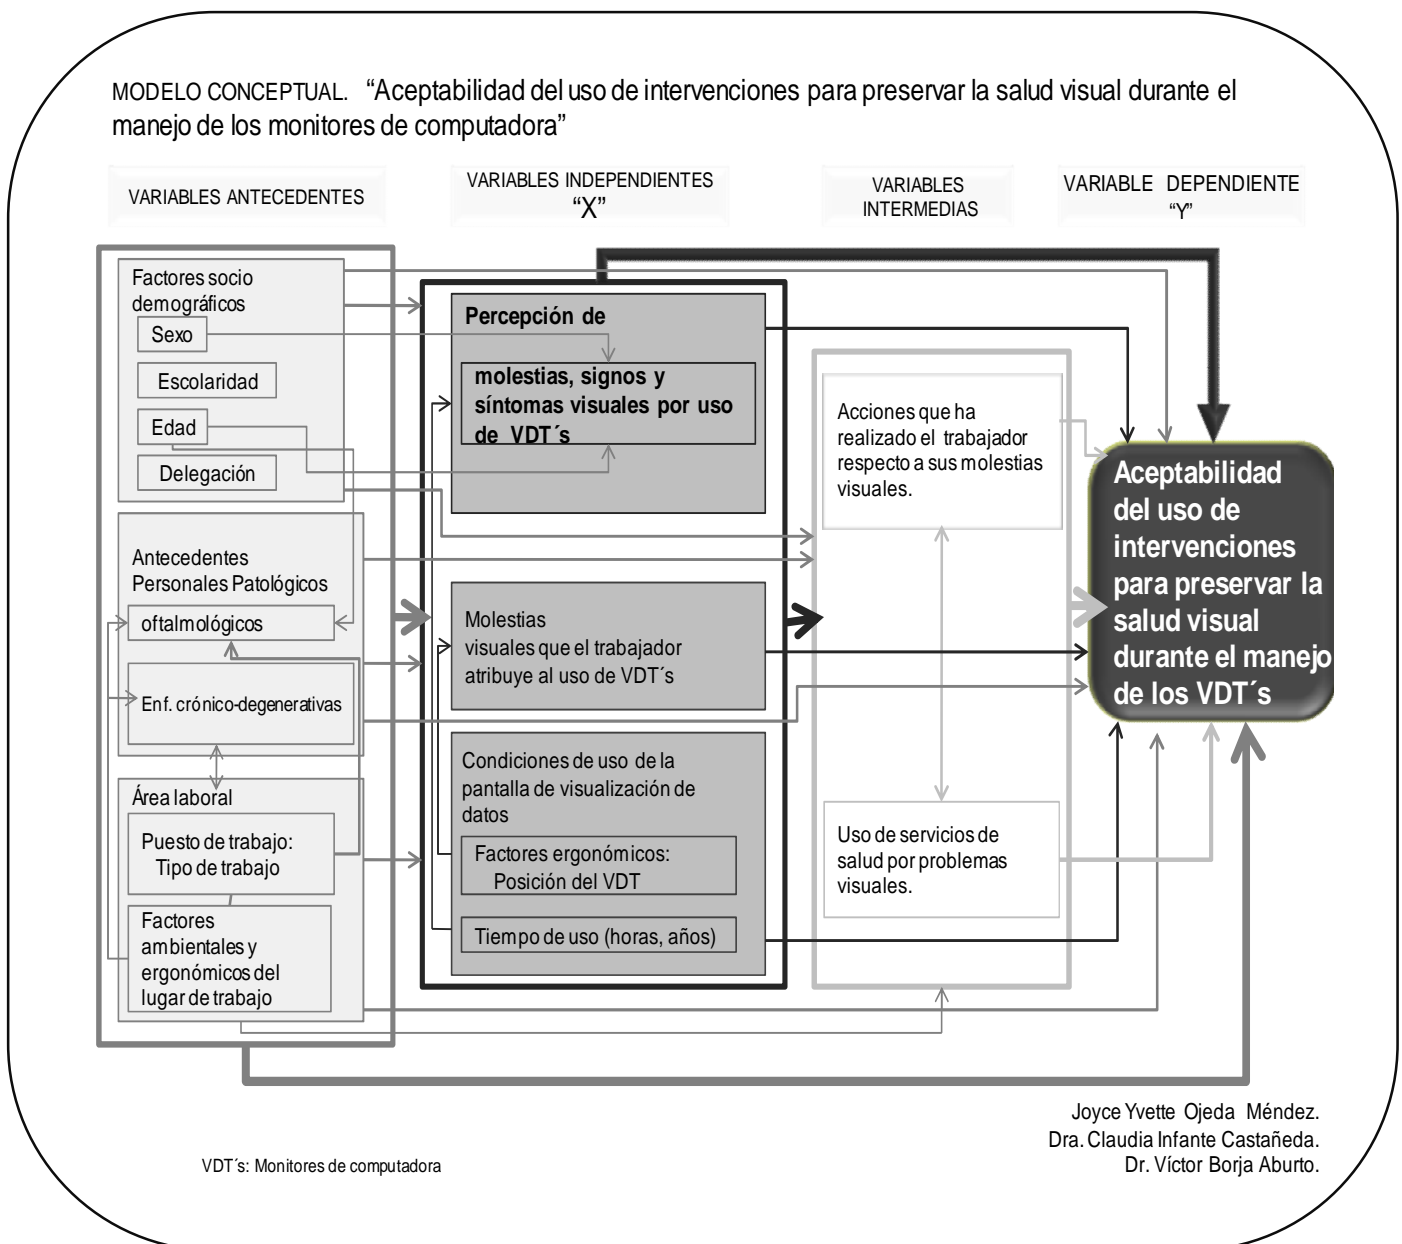 MODELO CONCEPTUAL. “Aceptabilidad del uso de intervenciones para preservar la salud visual durante el
manejo de los monitores de computadora”
VARIABLES ANTECEDENTES
VARIABLES INDEPENDIENTES
“X”
VARIABLES
INTERMEDIAS
VARIABLE DEPENDIENTE
“Y”
Factores socio
demográficos
Sexo
Escolaridad
Edad
Delegación
Antecedentes
Personales Patológicos
oftalmológicos
Enf. crónico-degenerativas
Área laboral
Puesto de trabajo:
Tipo de trabajo
Factores
ambientales y
ergonómicos del
lugar de trabajo
Percepción de
molestias, signos y
síntomas visuales por uso
de VDT´s
Molestias
visuales que el trabajador
atribuye al uso de VDT´s
Condiciones de uso de la
pantalla de visualización de
datos
Factores ergonómicos:
Posición del VDT
Tiempo de uso (horas, años)
Acciones que ha
realizado el trabajador
respecto a sus molestias
visuales.
Uso de servicios de
salud por problemas
visuales.
Aceptabilidad
del uso de
intervenciones
para preservar la
salud visual
durante el manejo
de los VDT´s
Joyce Yvette Ojeda Méndez.
Dra. Claudia Infante Castañeda.
Dr. Víctor Borja Aburto.
VDT´s: Monitores de computadora